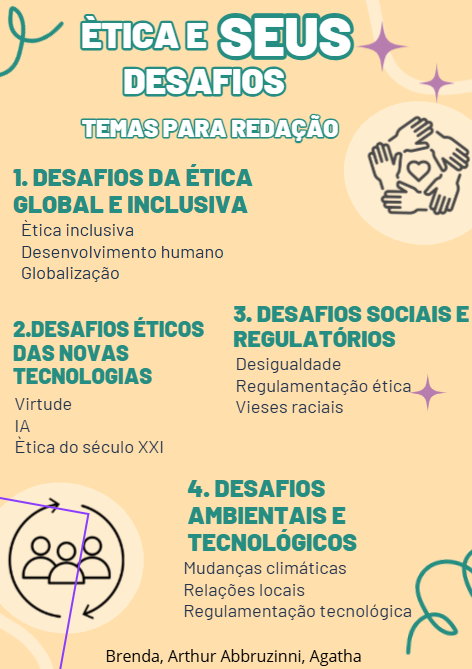 ÈTICA E SEUS
DESAFIOS
TEMAS PARA REDAÇÃO
1. DESAFIOS DA ÉTICA
GLOBAL E INCLUSIVA
Ètica inclusiva
Desenvolvimento humano
Globalização
2.DESAFIOS ÉTICOS
DAS NOVAS
TECNOLOGIAS
Virtude
IA
Ètica do século XXI
3. DESAFIOS SOCIAIS E
REGULATÓRIOS
Desigualdade
Regulamentação ética
Vieses raciais
4. DESAFIOS
AMBIENTAIS E
TECNOLÓGICOS
Mudanças climáticas
Relações locais
Regulamentação tecnológica
Brenda, Arthur Abbruzinni, Agatha